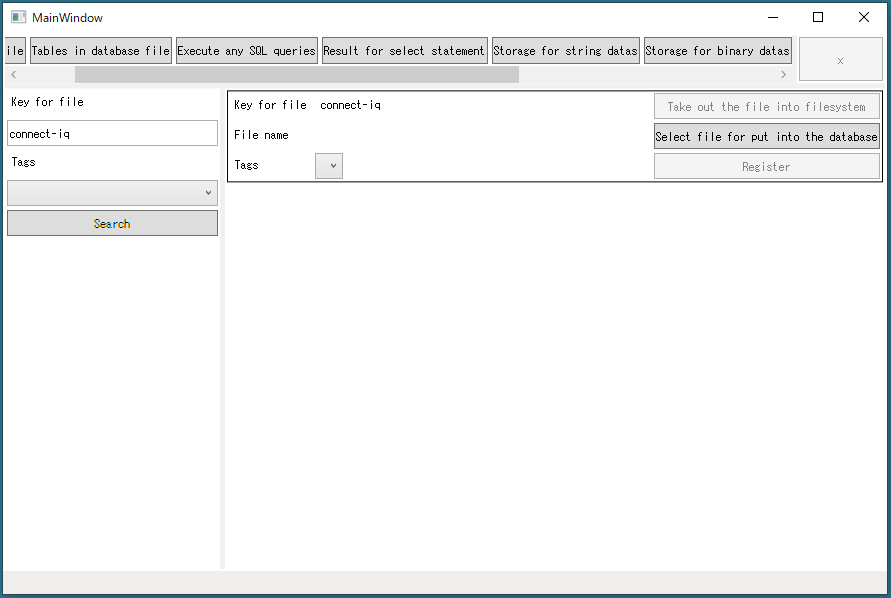 MainWindow
ile Tables in database file Execute any SQL queries Result for select statement Storage for string datas Storage for binary datas x
Key for file
connect-iq
Tags
Search
Key for file connect-iq Take out the file into filesystem
File name Select file for put into the database
Tags Register